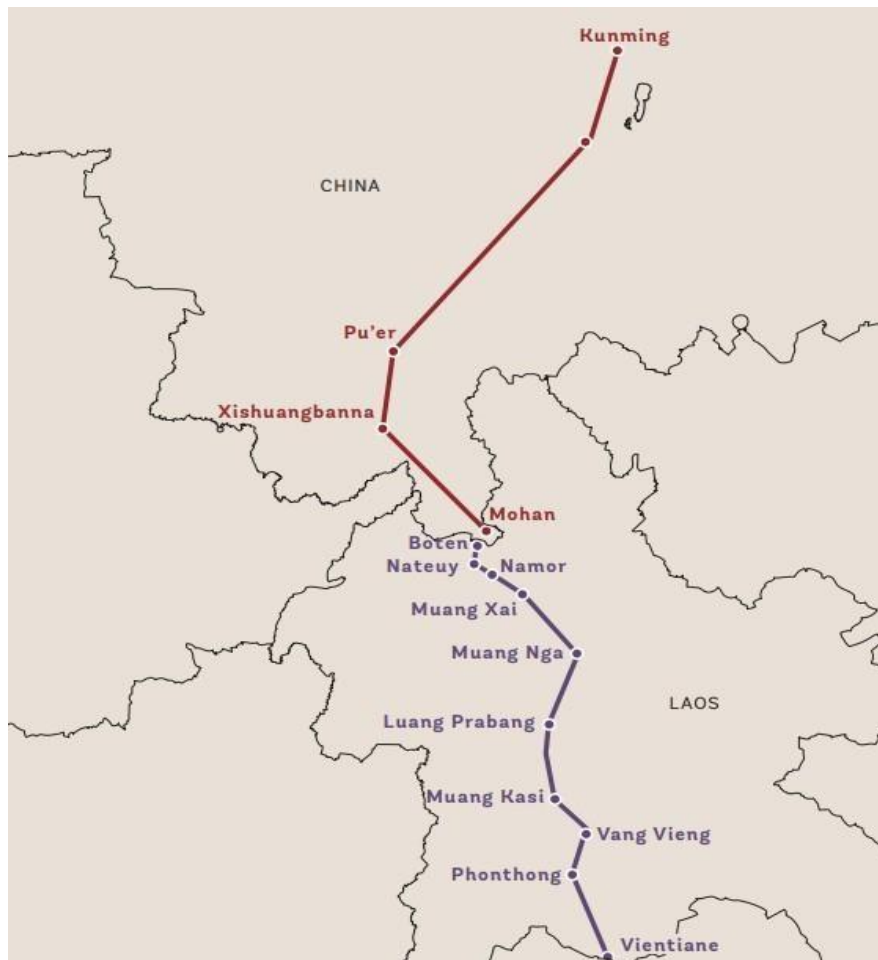 Kunming
CHINA
Pu'er
Xishuangbanna
Mohan
Boten
Nateuy
Namor
Muang Xai
Muang Nga
LAOS
Luang Prabang
Muang Kasi
Vang Vieng
Phonthong
Vientiane